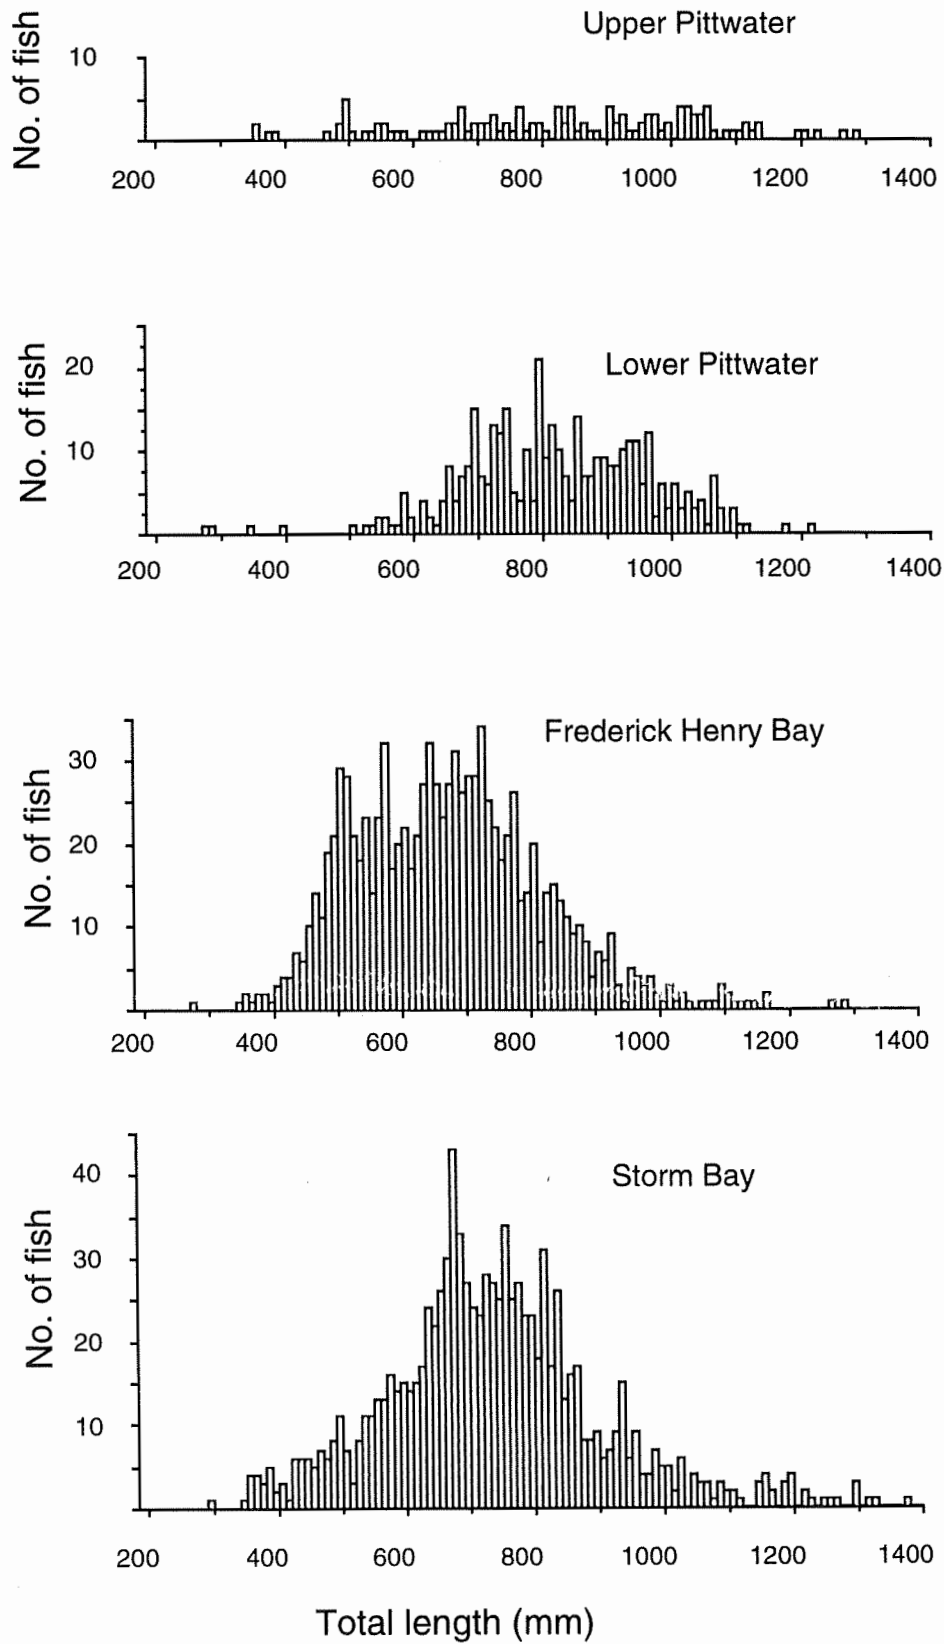 Upper Pittwater
No. of fish
10
200 400 600 800 1000 1200 1400
Lower Pittwater
No. of fish
20
10
200 400 600 800 1000 1200 1400
Frederick Henry Bay
No. of fish
30
20
10
200 400 600 800 1000 1200 1400
Storm Bay
No. of fish
40
30
20
10
200 400 600 800 1000 1200 1400
Total length (mm)